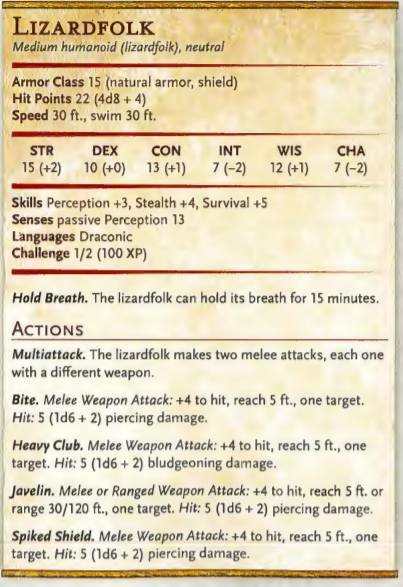 LIZARDFOLK
Medium humanoid (lizardfolk), neutral
Armor Class 15 (natural armor, shield)
Hit Points 22 (4d8 + 4)
Speed 30 ft., swim 30 ft.
STR DEX CON INT WIS CHA
15 (+2) 10 (+0) 13 (+1) 7 (−2) 12 (+1) 7 (−2)
Skills Perception +3, Stealth +4, Survival +5
Senses passive Perception 13
Languages Draconic
Challenge 1/2 (100 XP)
Hold Breath. The lizardfolk can hold its breath for 15 minutes.
ACTIONS
Multiattack. The lizardfolk makes two melee attacks, each one
with a different weapon.
Bite. Melee Weapon Attack: +4 to hit, reach 5 ft., one target.
Hit: 5 (1d6 + 2) piercing damage.
Heavy Club. Melee Weapon Attack: +4 to hit, reach 5 ft., one
target. Hit: 5 (1d6 + 2) bludgeoning damage.
Javelin. Melee or Ranged Weapon Attack: +4 to hit, reach 5 ft. or
range 30/120 ft., one target. Hit: 5 (1d6 + 2) piercing damage.
Spiked Shield. Melee Weapon Attack: +4 to hit, reach 5 ft., one
target. Hit: 5 (1d6 + 2) piercing damage.